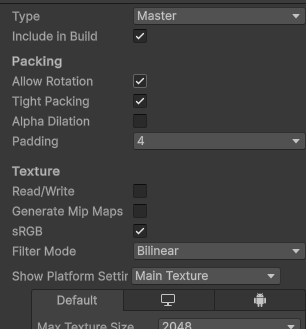 Type Master
Include in Build
Packing
Allow Rotation
Tight Packing
Alpha Dilation
Padding 4
Texture
Read/Write
Generate Mip Maps
sRGB
Filter Mode Bilinear
Show Platform Settir Main Texture
Default
Max Texture Size 2048